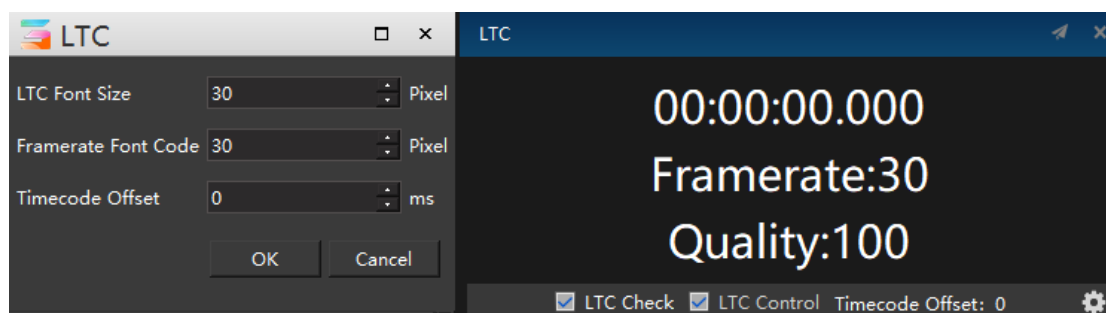 LTC
LTC Font Size 30 Pixel
Framerate Font Code 30 Pixel
Timecode Offset 0 ms
OK Cancel
LTC
00:00:00.000
Framerate:30
Quality:100
LTC Check LTC Control Timecode Offset: 0